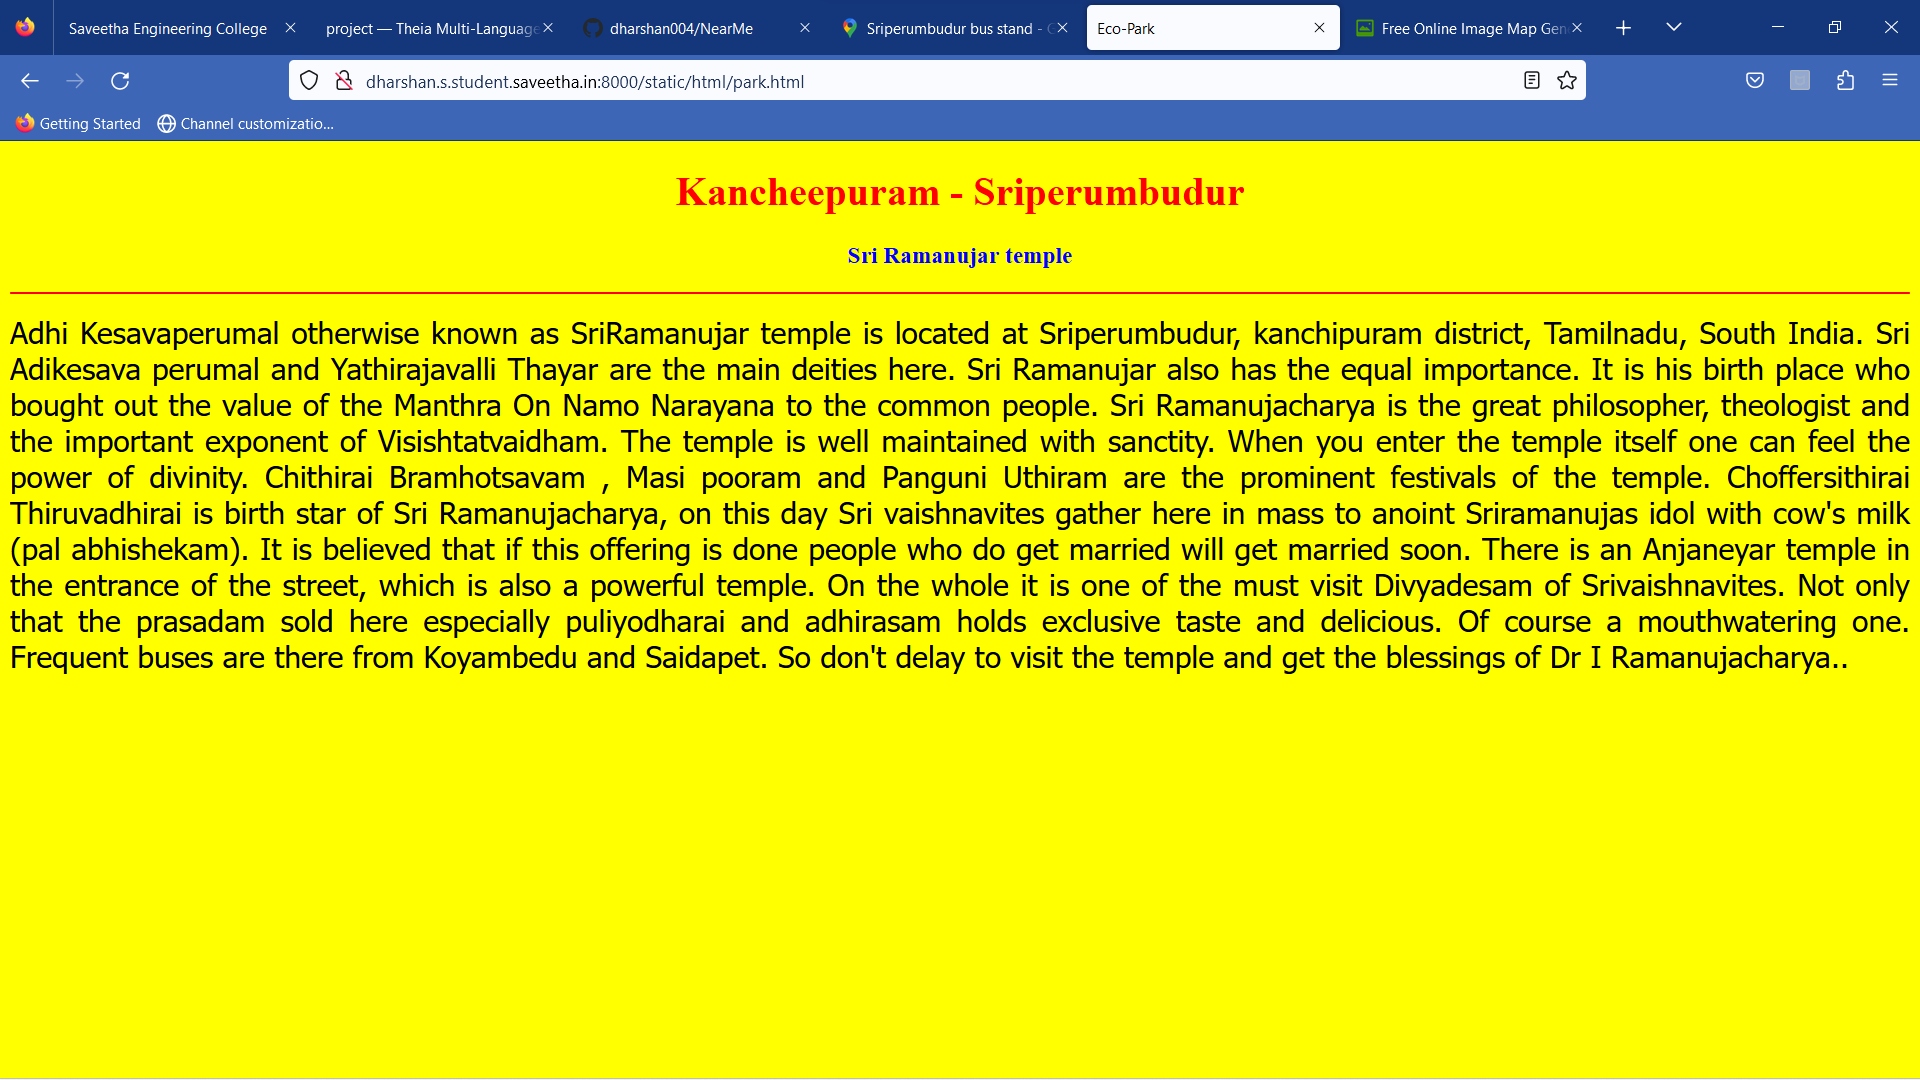 Saveetha Engineering College
project — Theia Multi-Language
dharshan004/NearMe
Sriperumbudur bus stand -
Eco-Park
Free Online Image Map Gen
dharshan.s.student.saveetha.in:8000/static/html/park.html
Getting Started
Channel customizatio...
Kancheepuram - Sriperumbudur
Sri Ramanujar temple
Adhi Kesavaperumal otherwise known as SriRamanujar temple is located at Sriperumbudur, kanchipuram district, Tamilnadu, South India. Sri
Adikesava perumal and Yathirajavalli Thayar are the main deities here. Sri Ramanujar also has the equal importance. It is his birth place who
bought out the value of the Manthra On Namo Narayana to the common people. Sri Ramanujacharya is the great philosopher, theologist and
the important exponent of Visishtatvaidham. The temple is well maintained with sanctity. When you enter the temple itself one can feel the
power of divinity. Chithirai Bramhotsavam , Masi pooram and Panguni Uthiram are the prominent festivals of the temple. Choffersithirai
Thiruvadhirai is birth star of Sri Ramanujacharya, on this day Sri vaishnavites gather here in mass to anoint Sriramanujas idol with cow's milk
(pal abhishekam). It is believed that if this offering is done people who do get married will get married soon. There is an Anjaneyar temple in
the entrance of the street, which is also a powerful temple. On the whole it is one of the must visit Divyadesam of Srivaishnavites. Not only
that the prasadam sold here especially puliyodharai and adhirasam holds exclusive taste and delicious. Of course a mouthwatering one.
Frequent buses are there from Koyambedu and Saidapet. So don't delay to visit the temple and get the blessings of Dr I Ramanujacharya..